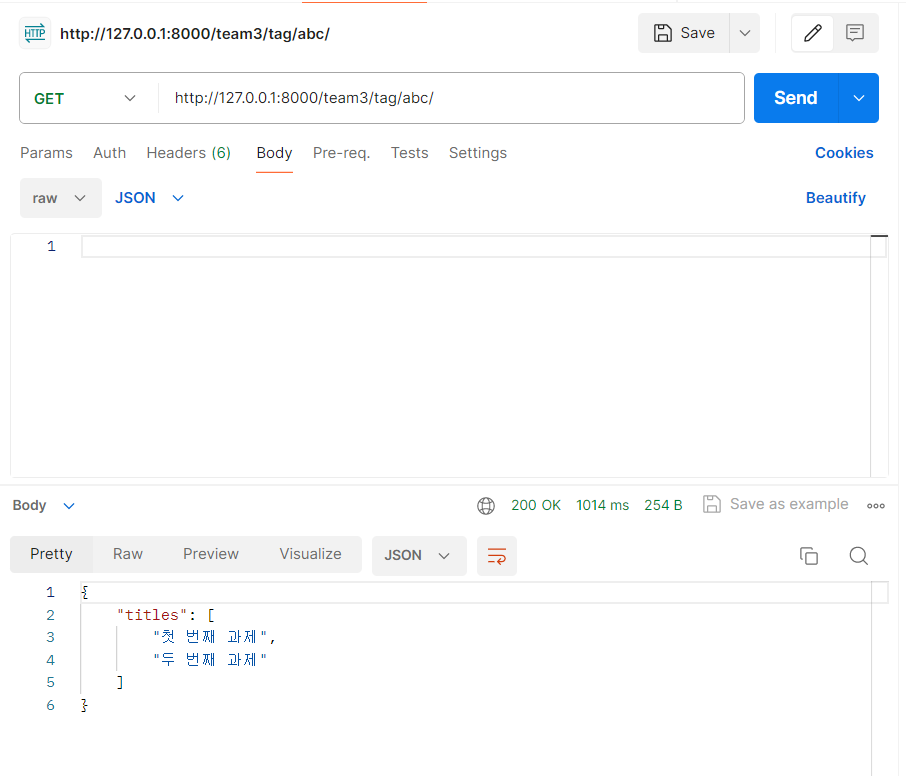 HTTP http://127.0.0.1:8000/team3/tag/abc/ Save
GET http://127.0.0.1:8000/team3/tag/abc/ Send
Params Auth Headers (6) Body Pre-req. Tests Settings Cookies
raw JSON Beautify
1
Body 200 OK 1014 ms 254 B Save as example
Pretty Raw Preview Visualize JSON
1 {
2 "titles": [
3 "첫 번째 과제",
4 "두 번째 과제"
5 ]
6 }